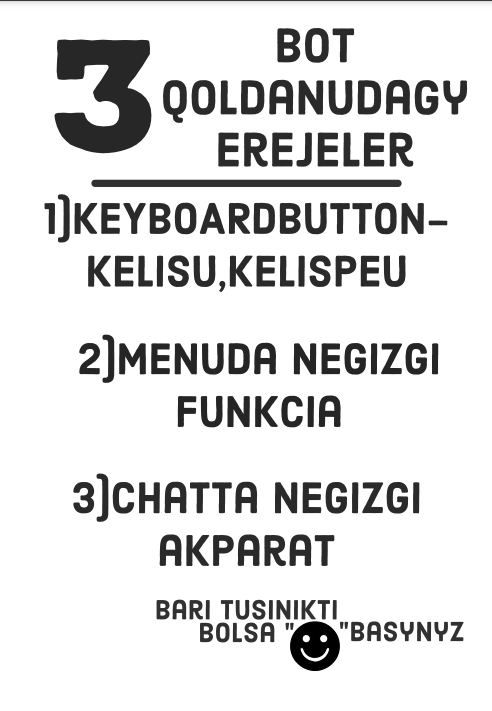 3
BOT
QOLDANUDAGY
EREJELER
1)KEYBOARDBUTTON-
KELISU,KELISPEU
2)MENUDA NEGIZGI
FUNKCIA
3)CHATTA NEGIZGI
AKPARAT
BARI TUSINIKTI
BOLSA "☻"BASYNYZ